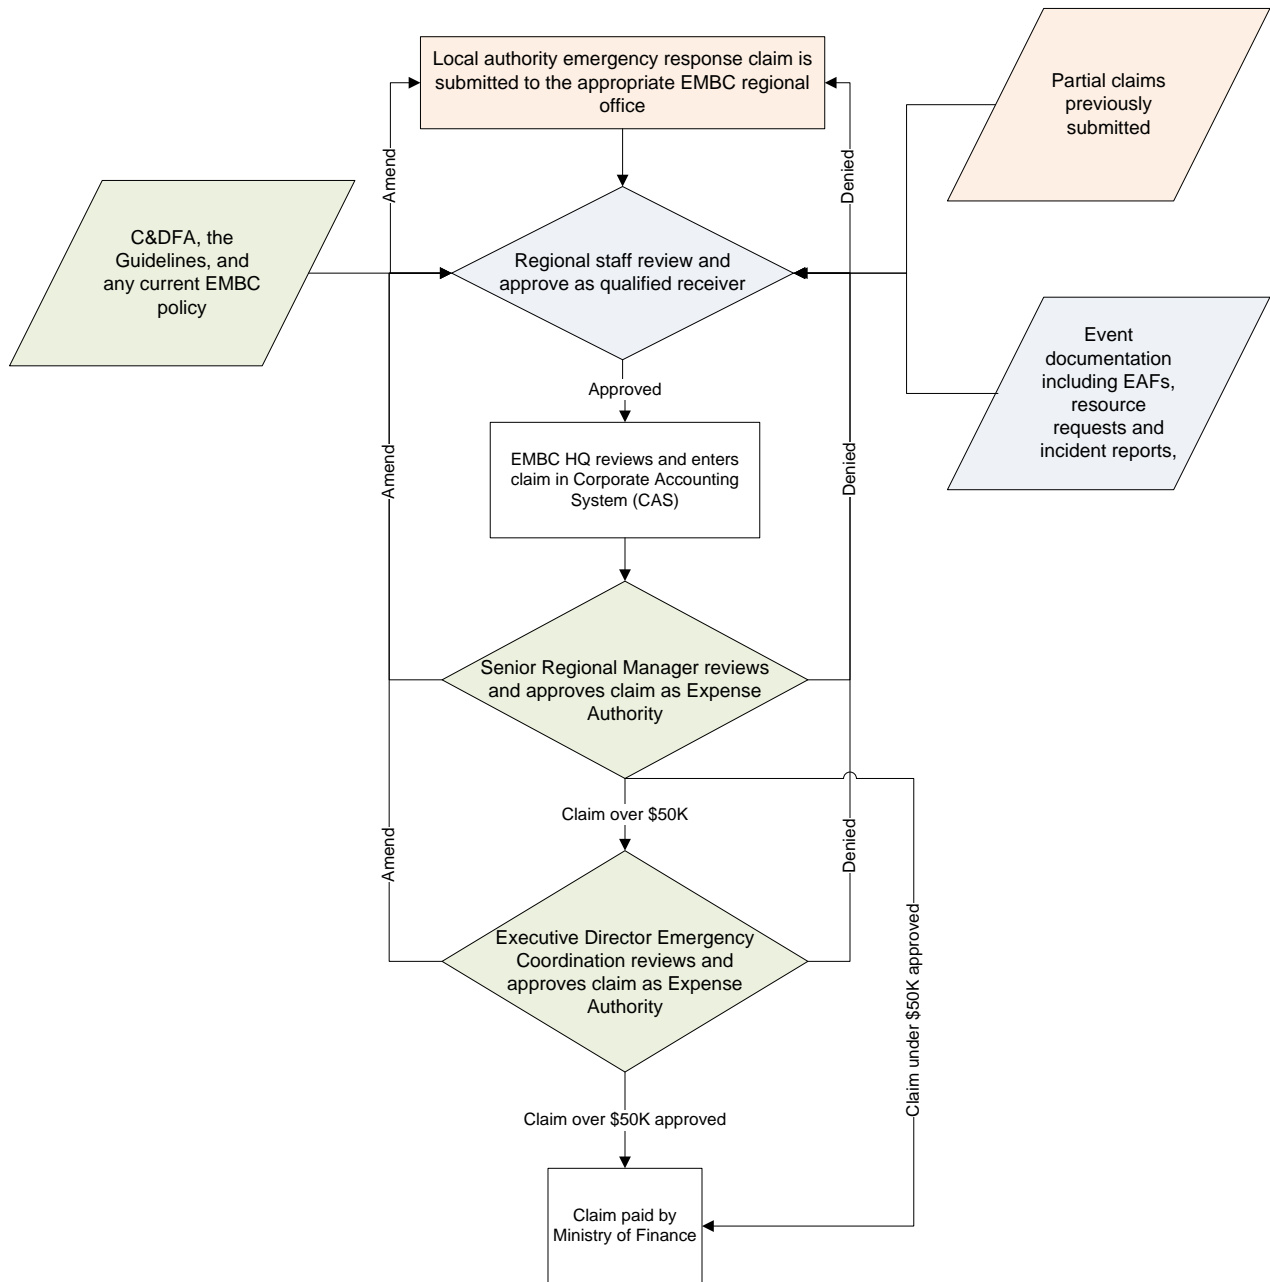 Local authority emergency response claim is
submitted to the appropriate EMBC regional
office
Partial claims
previously
submitted
Amend
Denied
C&DFA, the
Guidelines, and
any current EMBC
policy
Regional staff review and
approve as qualified receiver
Event
documentation
including EAFs,
resource
requests and
incident reports,
Approved
Amend
Denied
EMBC HQ reviews and enters
claim in Corporate Accounting
System (CAS)
Senior Regional Manager reviews
and approves claim as Expense
Authority
Claim over $50K
Amend
Denied
Executive Director Emergency
Coordination reviews and
approves claim as Expense
Authority
Claim under $50K approved
Claim over $50K approved
Claim paid by
Ministry of Finance